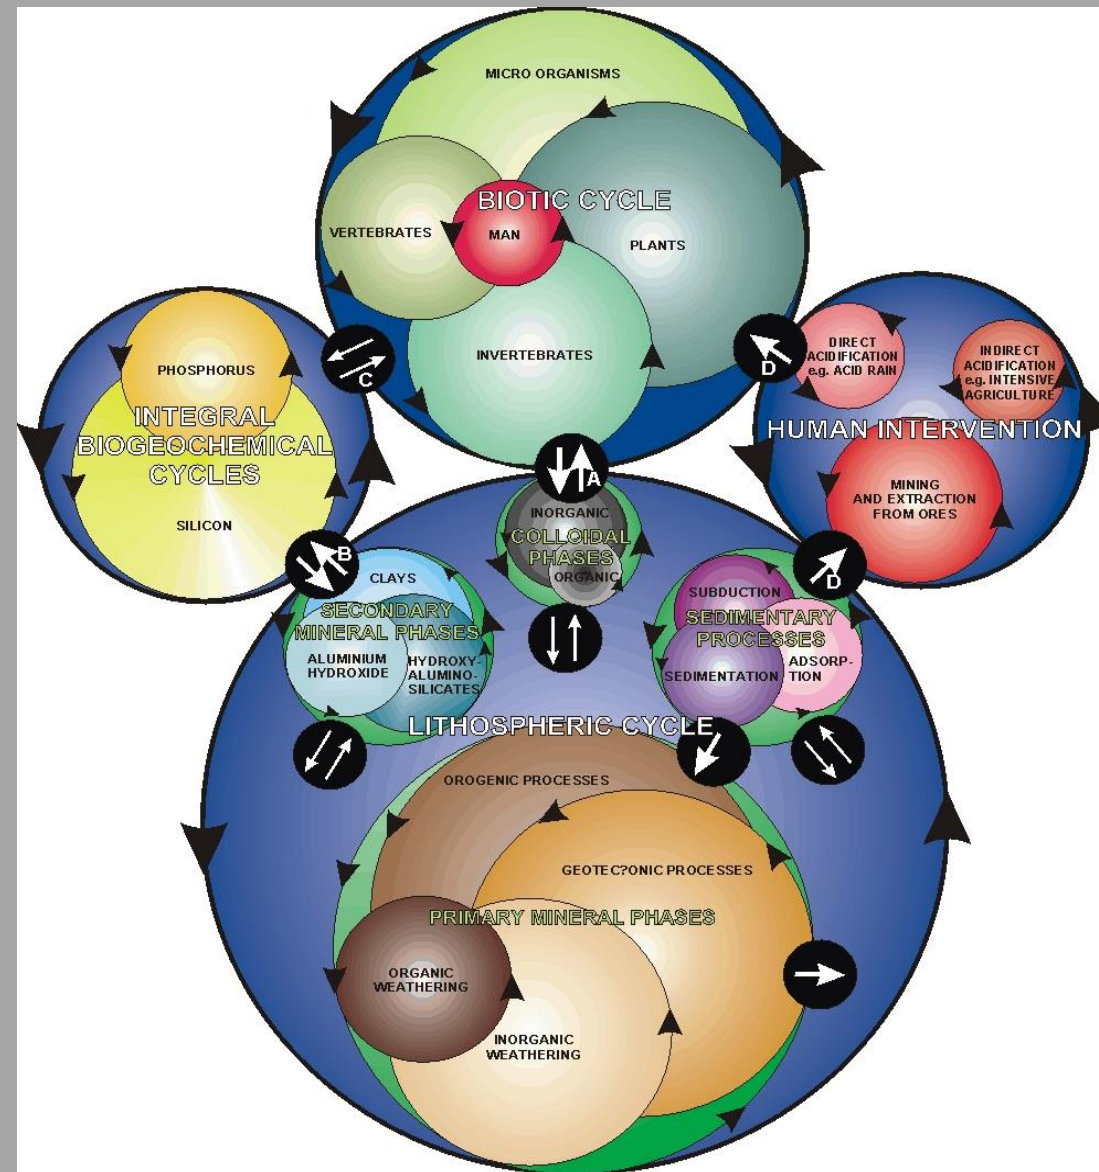 MICRO ORGANISMS
BIOTIC CYCLE
VERTEBRATES
MAN
PLANTS
INVERTEBRATES
PHOSPHORUS
INTEGRAL
BIOGEOCHEMICAL
CYCLES
SILICON
C
D
DIRECT
ACIDIFICATION
e.g. ACID RAIN
INDIRECT
ACIDIFICATION
e.g. INTENSIVE
AGRICULTURE
HUMAN INTERVENTION
MINING
AND EXTRACTION
FROM ORES
A
B
D
INORGANIC
COLLOIDAL
PHASES
ORGANIC
CLAYS
SECONDARY
MINERAL PHASES
ALUMINIUM
HYDROXIDE
HYDROXY-
ALUMINO-
SILICATES
SUBDUCTION
SEDIMENTARY
PROCESSES
SEDIMENTATION
ADSORP-
TION
LITHOSPHERIC CYCLE
OROGENIC PROCESSES
GEOTEC?ONIC PROCESSES
PRIMARY MINERAL PHASES
ORGANIC
WEATHERING
INORGANIC
WEATHERING